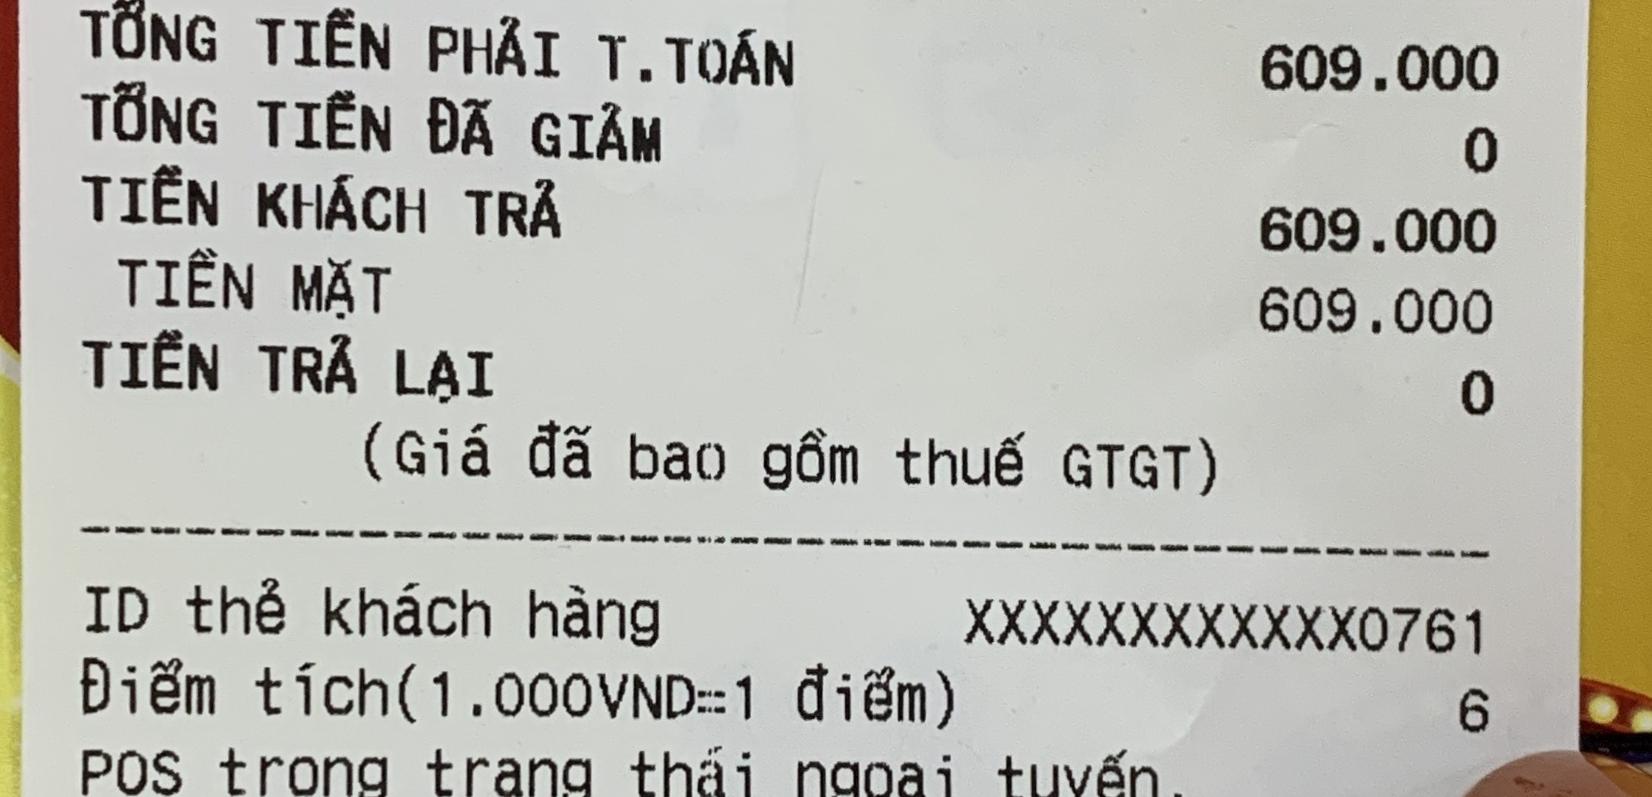 TỔNG TIỀN PHẢI T.TOÁN 609.000
TỔNG TIỀN ĐÃ GIẢM 0
TIỀN KHÁCH TRẢ 609.000
TIỀN MẶT 609.000
TIỀN TRẢ LẠI 0
(Giá đã bao gồm thuế GTGT)
ID thẻ khách hàng XXXXXXXXXXXX0761
Điểm tích(1.000VND=1 điểm) 6
POS trong trạng thái ngoại tuyến.